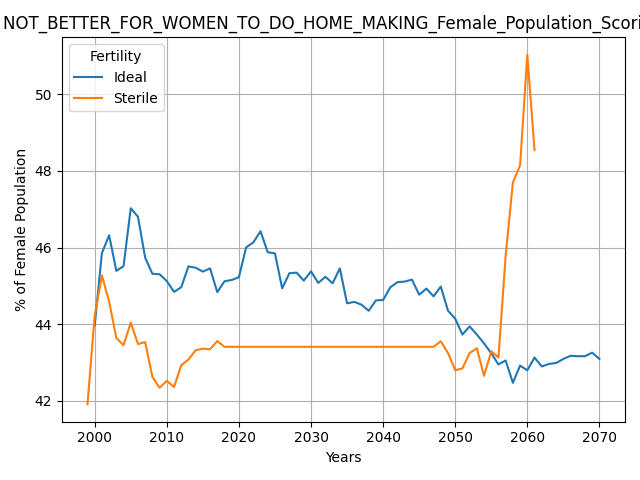 NOT_BETTER_FOR_WOMEN_TO_DO_HOME_MAKING_Female_Population_Scori
Fertility
Ideal
Sterile
% of Female Population
50
48
46
44
42
2000 2010 2020 2030 2040 2050 2060 2070
Years